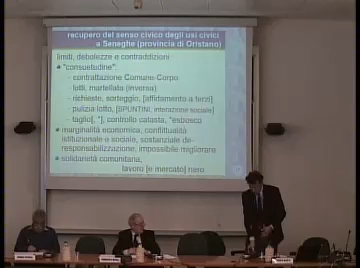 recupero del senso civico degli usi civici
a Seneghe (provincia di Oristano)
limiti, debolezze e contraddizioni
"consuetudine":
- contrattazione Comune-Corpo
- lotti, martellata (inversa)
- richieste, sorteggio, [affidamento a terzi]
- pulizia lotto, [SPUNTINI, interazione sociale]
- taglio[, "], controllo catasta, "esbosco
marginalità economica, conflittualità
istituzionale e sociale, sostanziale de-
responsabilizzazione, impossibile migliorare
solidarietà comunitaria,
lavoro [e mercato] nero